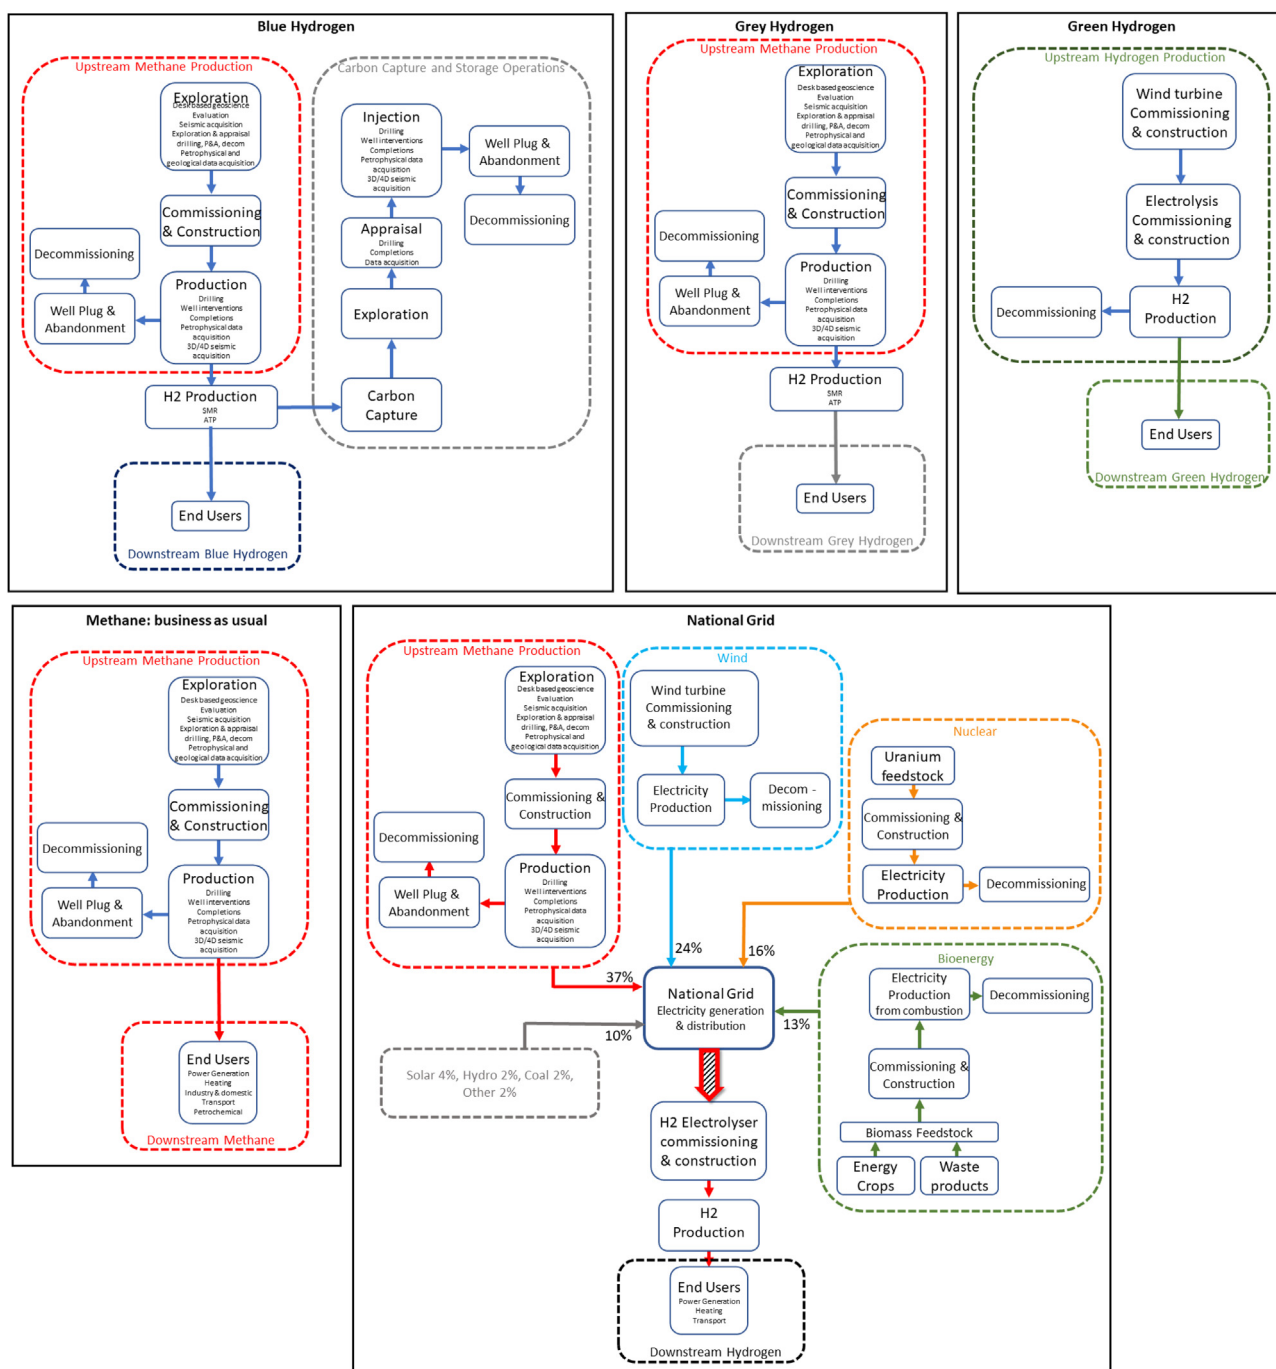 Blue Hydrogen
Upstream Methane Production
Exploration
Desk based geoscience
Evaluation
Seismic acquisition
Exploration & appraisal
drilling, P&A, decom
Petrophysical and
geological data acquisition
Commissioning
& Construction
Decommissioning
Production
Drilling
Well interventions
Completions
Petrophysical data
acquisition
3D/4D seismic
acquisition
Well Plug &
Abandonment
H2 Production
SMR
ATP
End Users
Downstream Blue Hydrogen
Carbon Capture and Storage Operations
Injection
Drilling
Well interventions
Completions
Petrophysical data
acquisition
3D/4D seismic
acquisition
Well Plug &
Abandonment
Decommissioning
Appraisal
Drilling
Completions
Data acquisition
Exploration
Carbon
Capture
Grey Hydrogen
Upstream Methane Production
Exploration
Desk based geoscience
Evaluation
Seismic acquisition
Exploration & appraisal
drilling, P&A, decom
Petrophysical and
geological data acquisition
Commissioning
& Construction
Decommissioning
Production
Drilling
Well interventions
Completions
Petrophysical data
acquisition
3D/4D seismic
acquisition
Well Plug &
Abandonment
H2 Production
SMR
ATP
End Users
Downstream Grey Hydrogen
Green Hydrogen
Upstream Hydrogen Production
Wind turbine
Commissioning
& construction
Electrolysis
Commissioning
& construction
H2
Production
Decommissioning
End Users
Downstream Green Hydrogen
Methane: business as usual
Upstream Methane Production
Exploration
Desk based geoscience
Evaluation
Seismic acquisition
Exploration & appraisal
drilling, P&A, decom
Petrophysical and
geological data acquisition
Commissioning
& Construction
Decommissioning
Production
Drilling
Well interventions
Completions
Petrophysical data
acquisition
3D/4D seismic
acquisition
Well Plug &
Abandonment
End Users
Power Generation
Heating
Industry & domestic
Transport
Petrochemical
Downstream Methane
National Grid
Upstream Methane Production
Exploration
Desk based geoscience
Evaluation
Seismic acquisition
Exploration & appraisal
drilling, P&A, decom
Petrophysical and
geological data acquisition
Commissioning &
Construction
Decommissioning
Production
Drilling
Well interventions
Completions
Petrophysical data
acquisition
3D/4D seismic
acquisition
Well Plug &
Abandonment
Wind
Wind turbine
Commissioning
& construction
Electricity
Production
Decom -
missioning
Nuclear
Uranium
feedstock
Commissioning &
Construction
Electricity
Production
Decommissioning
37%
24%
16%
13%
10%
National Grid
Electricity generation
& distribution
Solar 4%, Hydro 2%, Coal 2%,
Other 2%
Bioenergy
Electricity
Production
from combustion
Decommissioning
Commissioning &
Construction
Biomass Feedstock
Energy
Crops
Waste
products
H2 Electrolyser
commissioning
& construction
H2
Production
End Users
Power Generation
Heating
Transport
Downstream Hydrogen